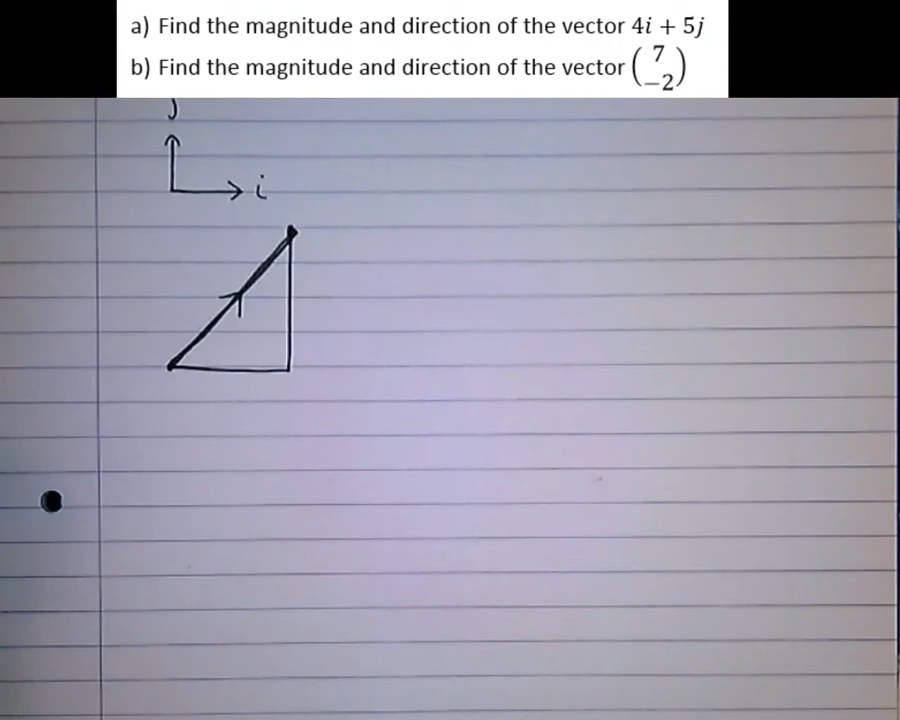 a) Find the magnitude and direction of the vector 4i + 5j
b) Find the magnitude and direction of the vector (7 −2)
j
i